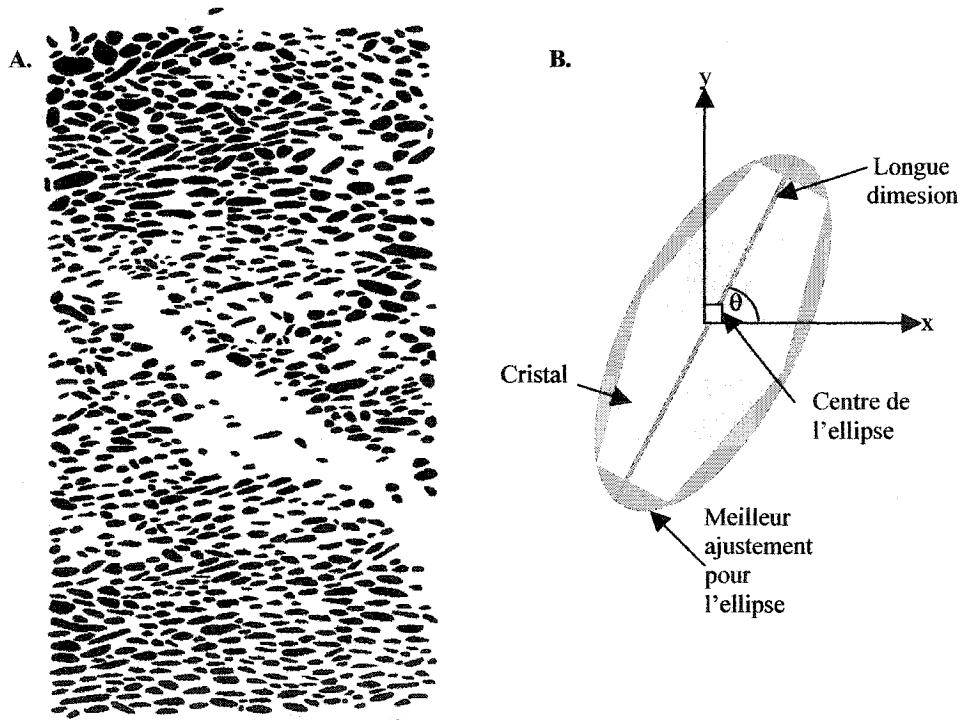 A.
B.
y
Longue
dimesion
θ
x
Cristal
Centre de
l'ellipse
Meilleur
ajustement
pour
l'ellipse